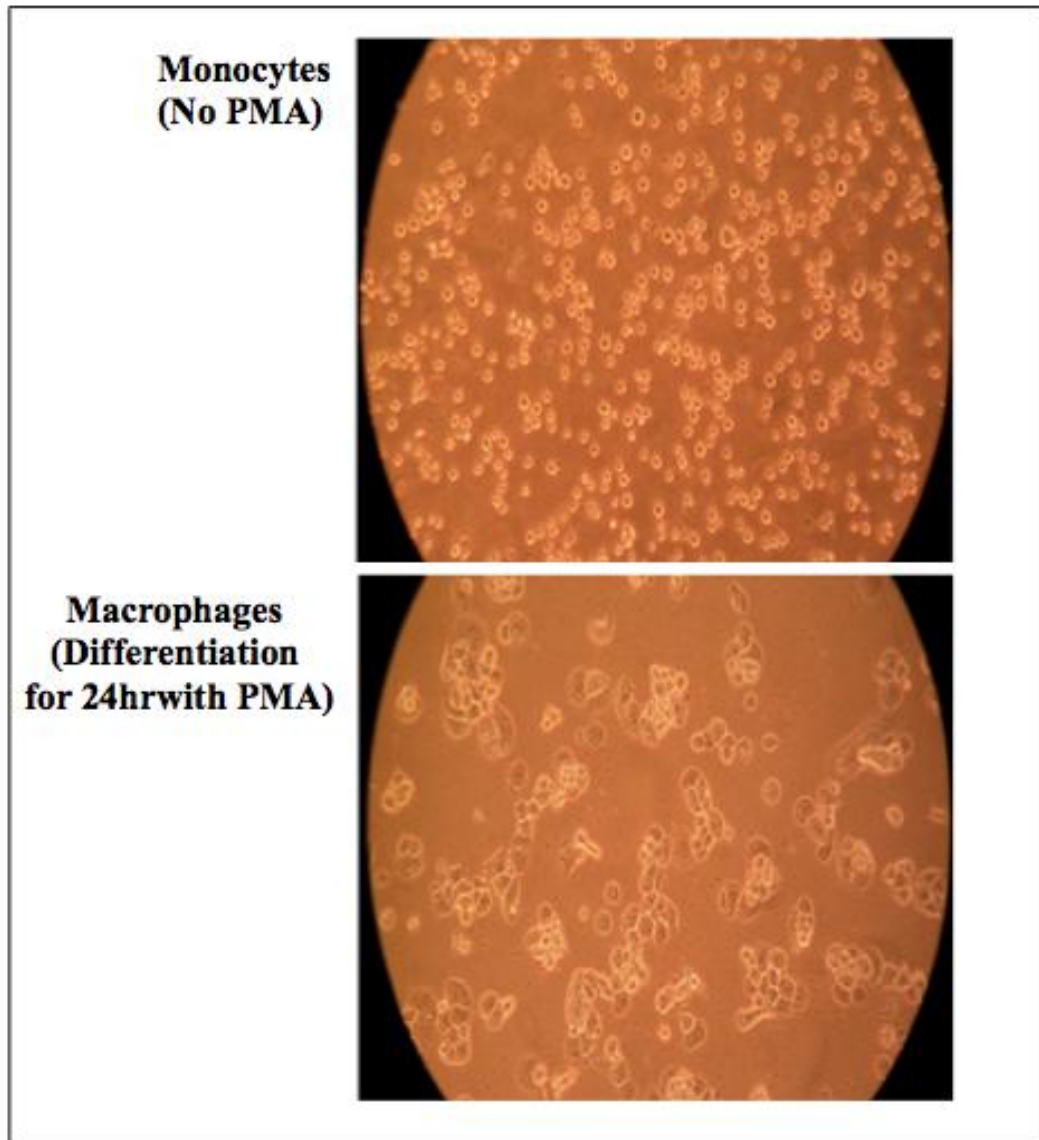 Monocytes
(No PMA)
Macrophages
(Differentiation
for 24hrwith PMA)